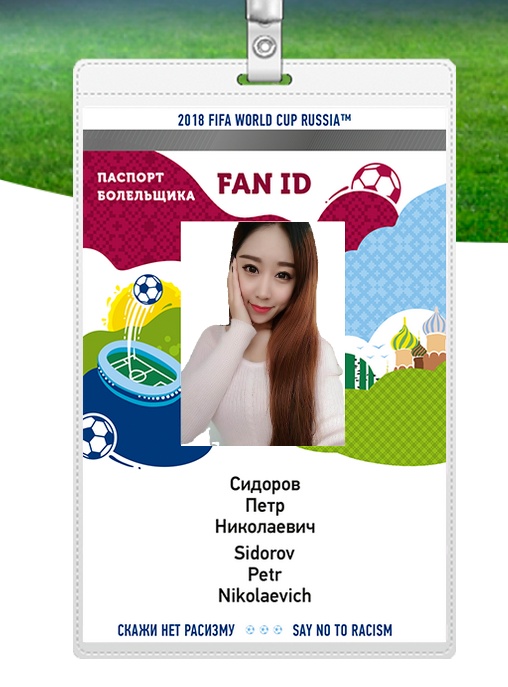 2018 FIFA WORLD CUP RUSSIA™
ПАСПОРТ
БОЛЕЛЬЩИКА
FAN ID
Сидоров
Петр
Николаевич
Sidorov
Petr
Nikolaevich
СКАЖИ НЕТ РАСИЗМУ SAY NO TO RACISM